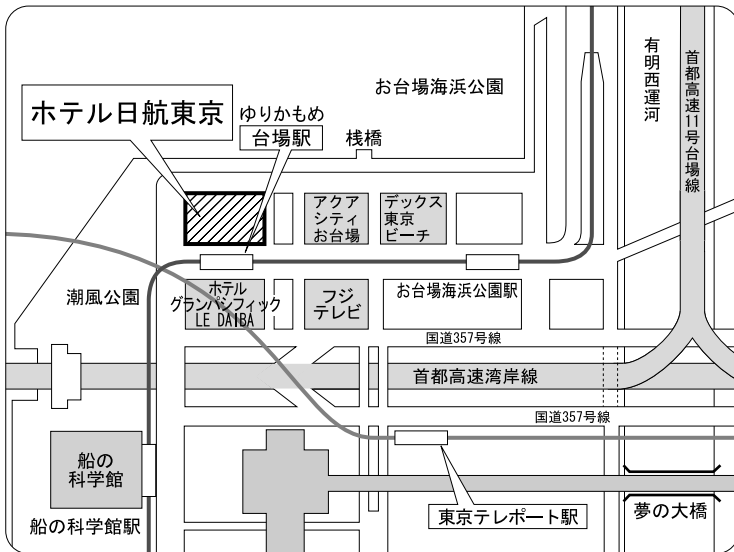 お台場海浜公園
有明西運河
首都高速11号台場線
ホテル日航東京
ゆりかもめ
台場駅
桟橋
アクア
シティ
お台場
デックス
東京
ビーチ
潮風公園
ホテル
グランパシフィック
LE DAIBA
フジ
テレビ
お台場海浜公園駅
国道357号線
首都高速湾岸線
国道357号線
船の
科学館
船の科学館駅
東京テレポート駅
夢の大橋